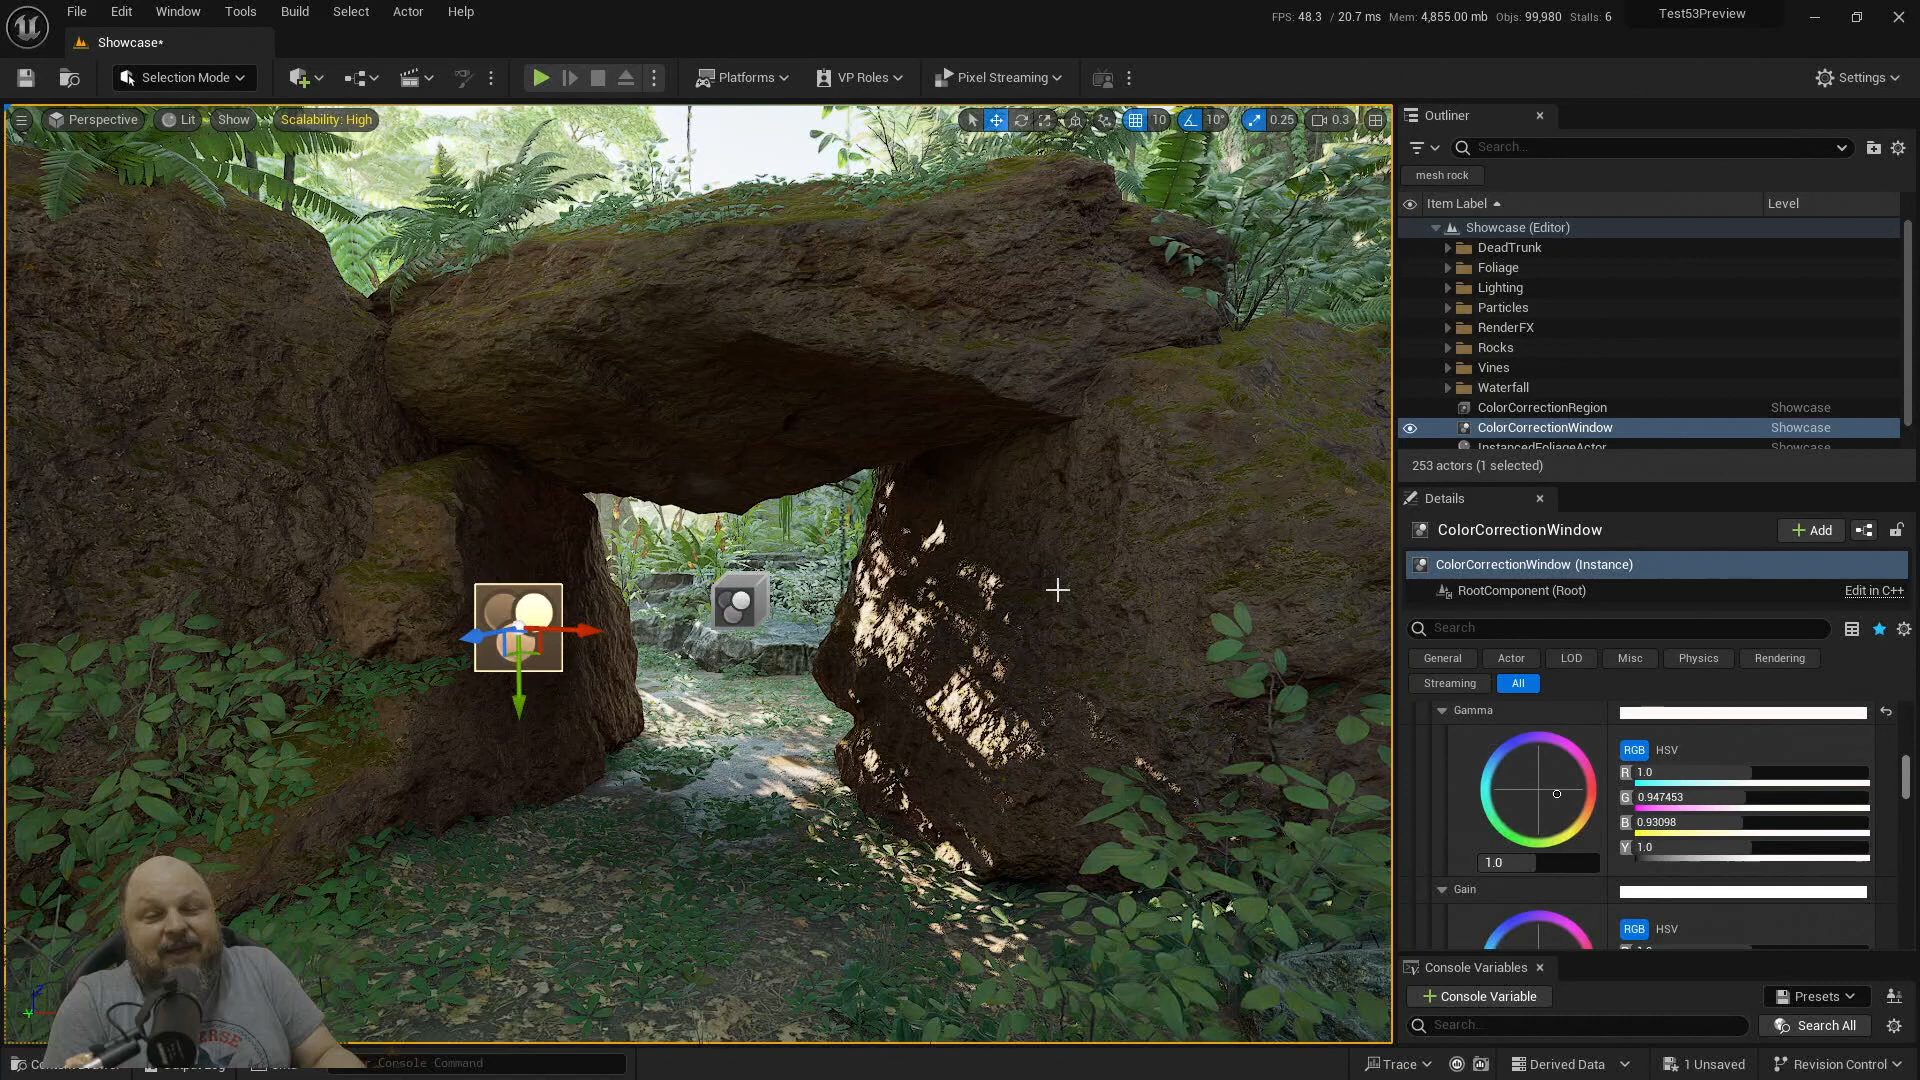 File Edit Window Tools Build Select Actor Help
FPS: 48.3 / 20.7 ms Mem: 4,855.00 mb Objs: 99,980 Stalls: 6
Test53Preview
Showcase*
Selection Mode
Platforms
VP Roles
Pixel Streaming
Settings
Perspective Lit Show Scalability: High
10 10° 0.25 0.3
Outliner
Search...
mesh rock
Item Label Level
Showcase (Editor)
DeadTrunk
Foliage
Lighting
Particles
RenderFX
Rocks
Vines
Waterfall
ColorCorrectionRegion Showcase
ColorCorrectionWindow Showcase
InstancedFoliageActor Showcase
253 actors (1 selected)
Details
ColorCorrectionWindow
Add
ColorCorrectionWindow (Instance)
RootComponent (Root) Edit in C++
Search
General Actor LOD Misc Physics Rendering
Streaming All
Gamma
RGB HSV
R 1.0
G 0.947453
B 0.93098
Y 1.0
1.0
Gain
RGB HSV
Console Variables
Console Variable
Presets
Search...
Search All
Console Command
Trace
Derived Data
1 Unsaved
Revision Control